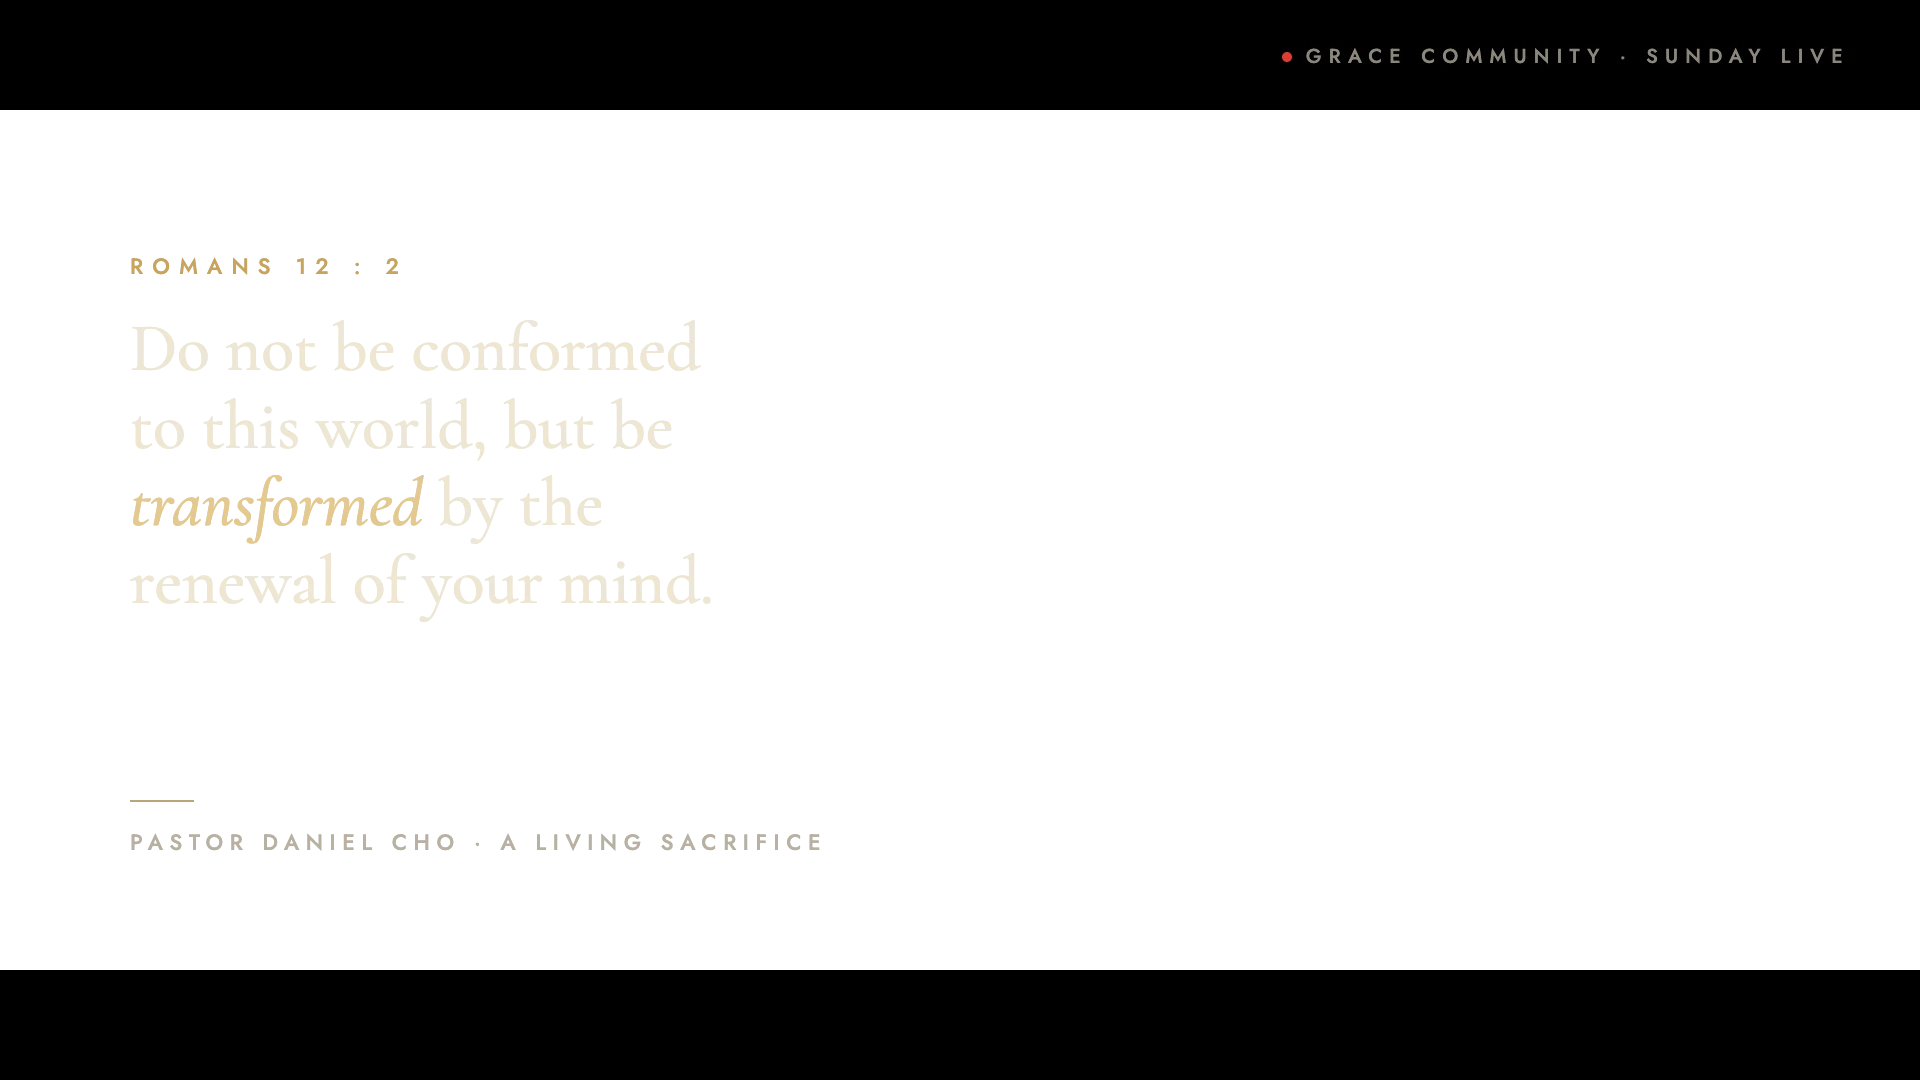 GRACE COMMUNITY · SUNDAY LIVE
ROMANS 12 : 2
Do not be conformed
to this world, but be
transformed by the
renewal of your mind.
PASTOR DANIEL CHO · A LIVING SACRIFICE